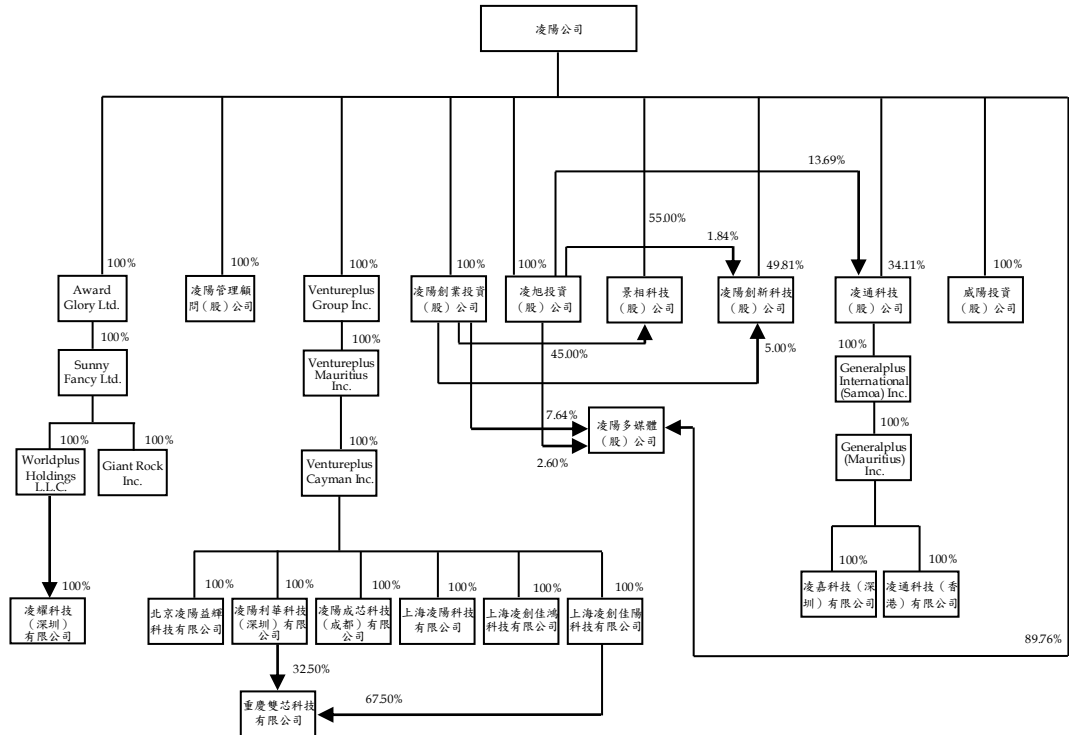 凌陽公司
13.69%
55.00%
1.84%
100%
100%
100%
100%
100%
49.81%
34.11%
100%
Award
Glory Ltd.
凌陽管理顧
問（股）公司
Ventureplus
Group Inc.
凌陽創業投資
（股）公司
凌旭投資
（股）公司
景相科技
（股）公司
凌陽創新科技
（股）公司
凌通科技
（股）公司
威陽投資
（股）公司
100%
100%
45.00%
5.00%
100%
Sunny
Fancy Ltd.
Ventureplus
Mauritius
Inc.
Generalplus
International
(Samoa) Inc.
7.64%
凌陽多媒體
（股）公司
2.60%
100%
100%
100%
100%
Worldplus
Holdings
L.L.C.
Giant Rock
Inc.
Ventureplus
Cayman Inc.
Generalplus
(Mauritius)
Inc.
100%
100%
100%
100%
100%
100%
100%
100%
100%
凌耀科技
（深圳）
有限公司
北京凌陽益輝
科技有限公司
凌陽利華科技
（深圳）有限公
司
凌陽成芯科技
（成都）有限公
司
上海凌陽科技
有限公司
上海凌創佳鴻
科技有限公司
上海凌創佳陽
科技有限公司
凌嘉科技（深
圳）有限公司
凌通科技（香
港）有限公司
89.76%
32.50%
67.50%
重慶雙芯科技
有限公司